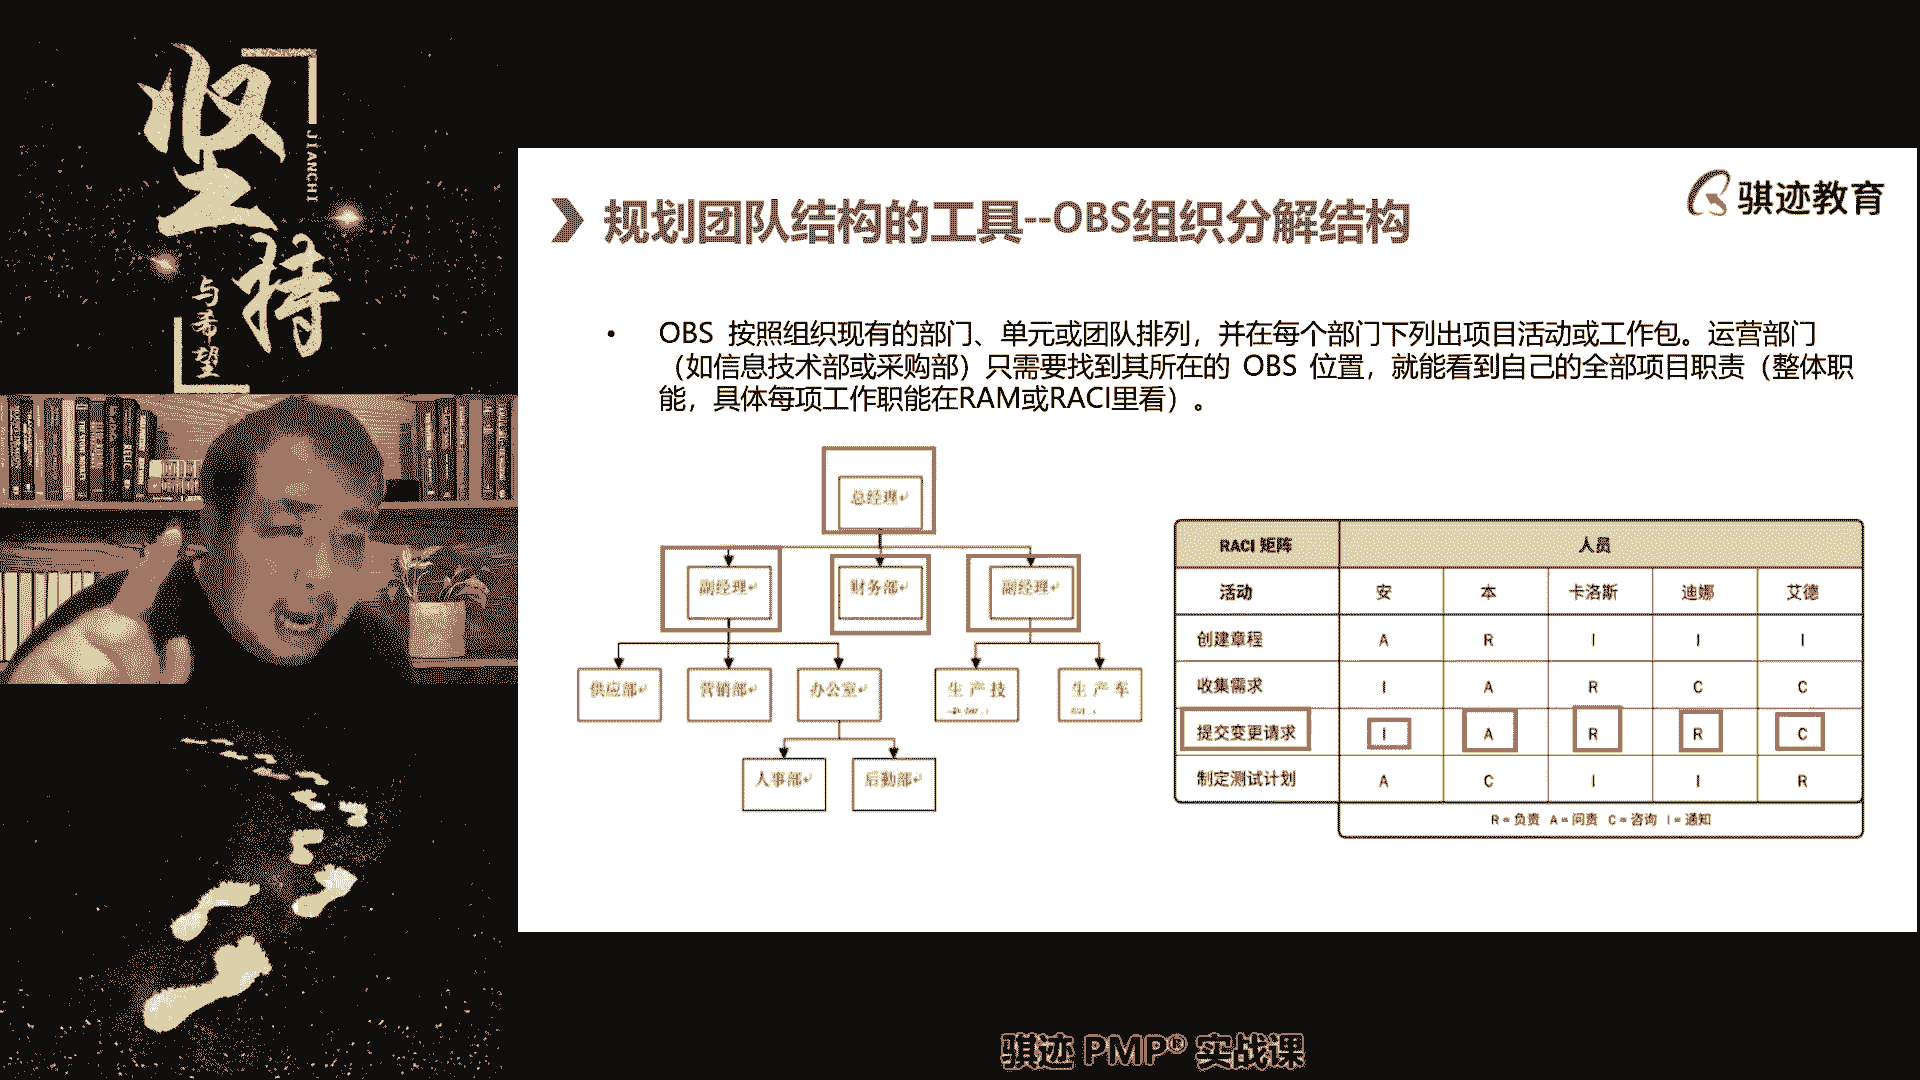 坚持
JIANCHI
与希望
骐迹教育
规划团队结构的工具--OBS组织分解结构
• OBS 按照组织现有的部门、单元或团队排列，并在每个部门下列出项目活动或工作包。运营部门
（如信息技术部或采购部）只需要找到其所在的 OBS 位置，就能看到自己的全部项目职责（整体职
能，具体每项工作职能在RAM或RACI里看）。
总经理
副经理 财务部 副经理
供应部 营销部 办公室 生产技 生产车
人事部 后勤部
RACI 矩阵 人员
活动 安 本 卡洛斯 迪娜 艾德
创建章程 A R I I I
收集需求 I A R C C
提交变更请求 I A R R C
制定测试计划 A C I I R
R = 负责 A = 问责 C = 咨询 I = 通知
骐迹 PMP® 实战课